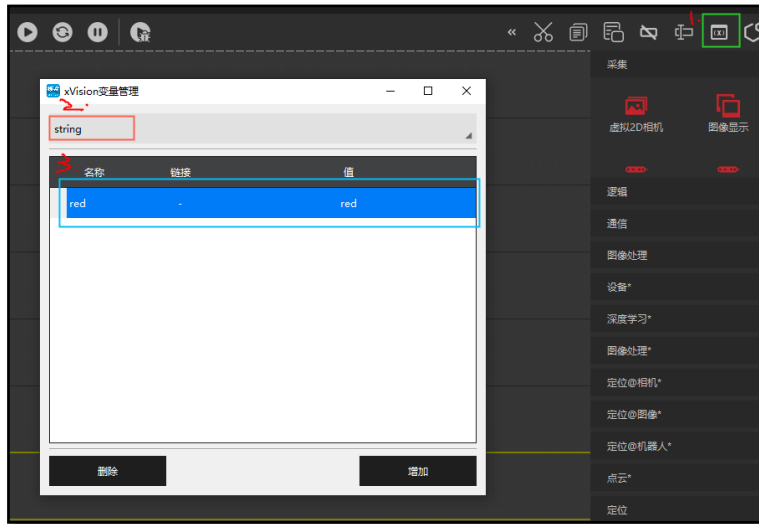 «
1.
(x)
采集
xVision变量管理
2.
string
虚拟2D相机
图像显示
3
名称
链接
值
red
-
red
逻辑
通信
图像处理
设备*
深度学习*
图像处理*
定位@相机*
定位@图像*
定位@机器人*
点云*
定位
删除
增加